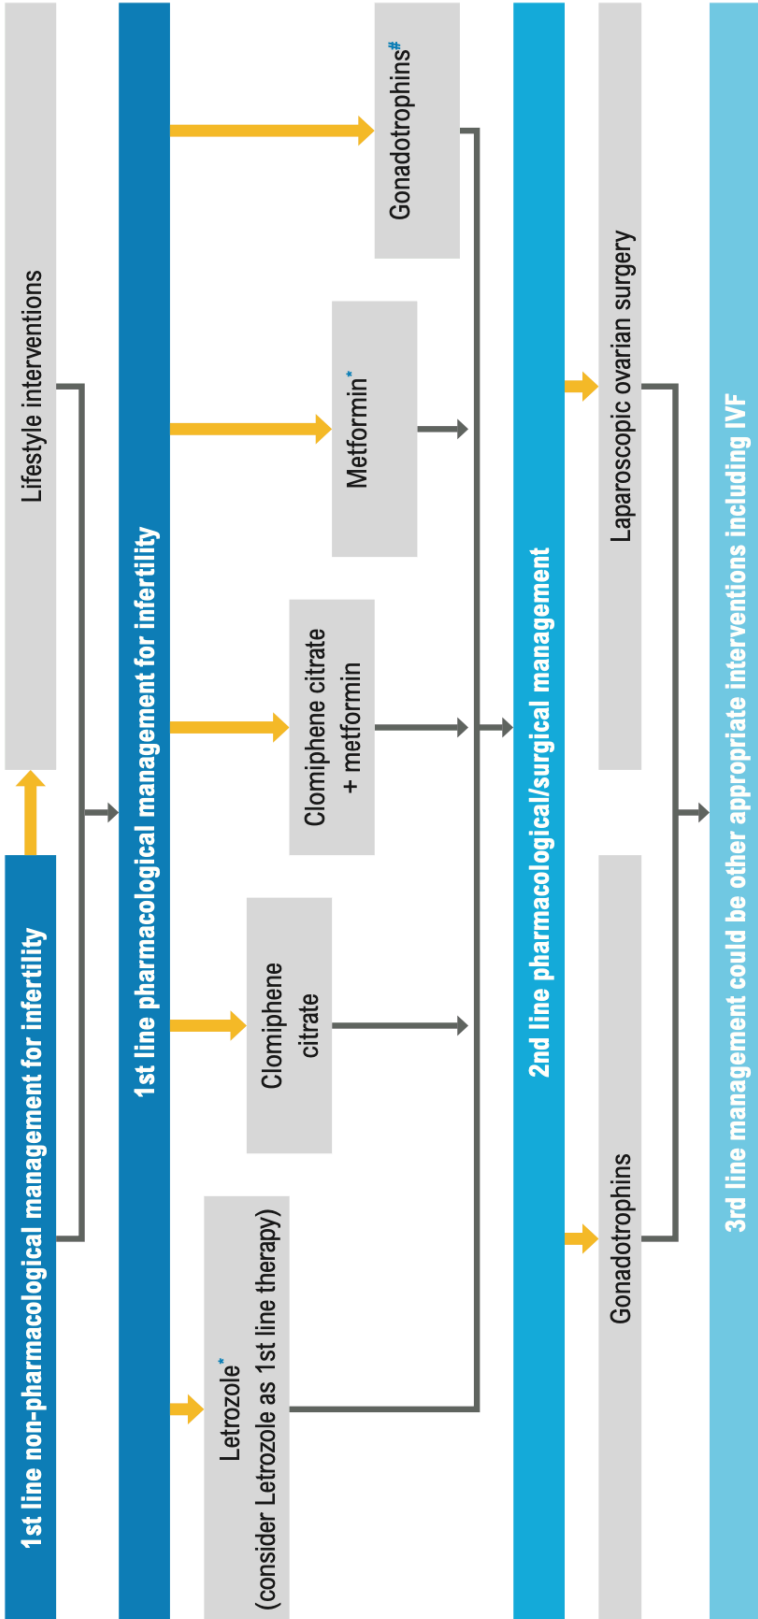 1st line non-pharmacological management for infertility
Lifestyle interventions
1st line pharmacological management for infertility
Letrozole*
(consider Letrozole as 1st line therapy)
Clomiphene
citrate
Clomiphene citrate
+ metformin
Metformin*
Gonadotrophins#
2nd line pharmacological/surgical management
Gonadotrophins
Laparoscopic ovarian surgery
3rd line management could be other appropriate interventions including IVF